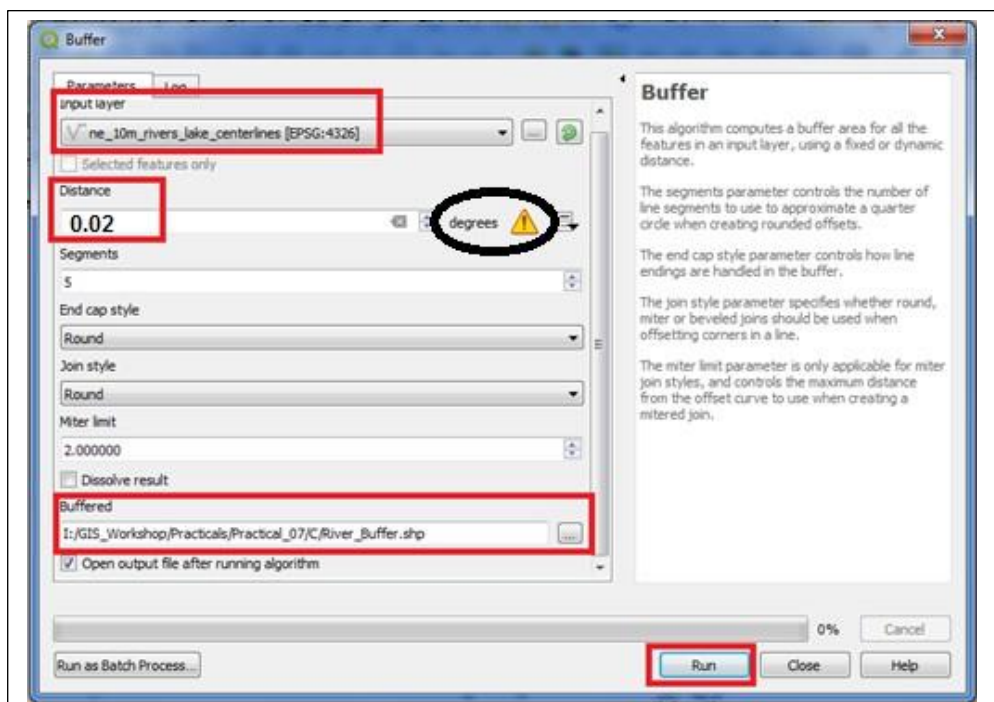 Buffer
Parameters Log
Input layer
ne_10m_rivers_lake_centerlines [EPSG:4326]
Selected features only
Distance
0.02 degrees
Segments
5
End cap style
Round
Join style
Round
Miter limit
2.000000
Dissolve result
Buffered
I:/GIS_Workshop/Practicals/Practical_07/C/River_Buffer.shp
Open output file after running algorithm
Buffer
This algorithm computes a buffer area for all the
features in an input layer, using a fixed or dynamic
distance.
The segments parameter controls the number of
line segments to use to approximate a quarter
circle when creating rounded offsets.
The end cap style parameter controls how line
endings are handled in the buffer.
The join style parameter specifies whether round,
miter or beveled joins should be used when
offsetting corners in a line.
The miter limit parameter is only applicable for miter
join styles, and controls the maximum distance
from the offset curve to use when creating a
mitered join.
0% Cancel
Run as Batch Process... Run Close Help